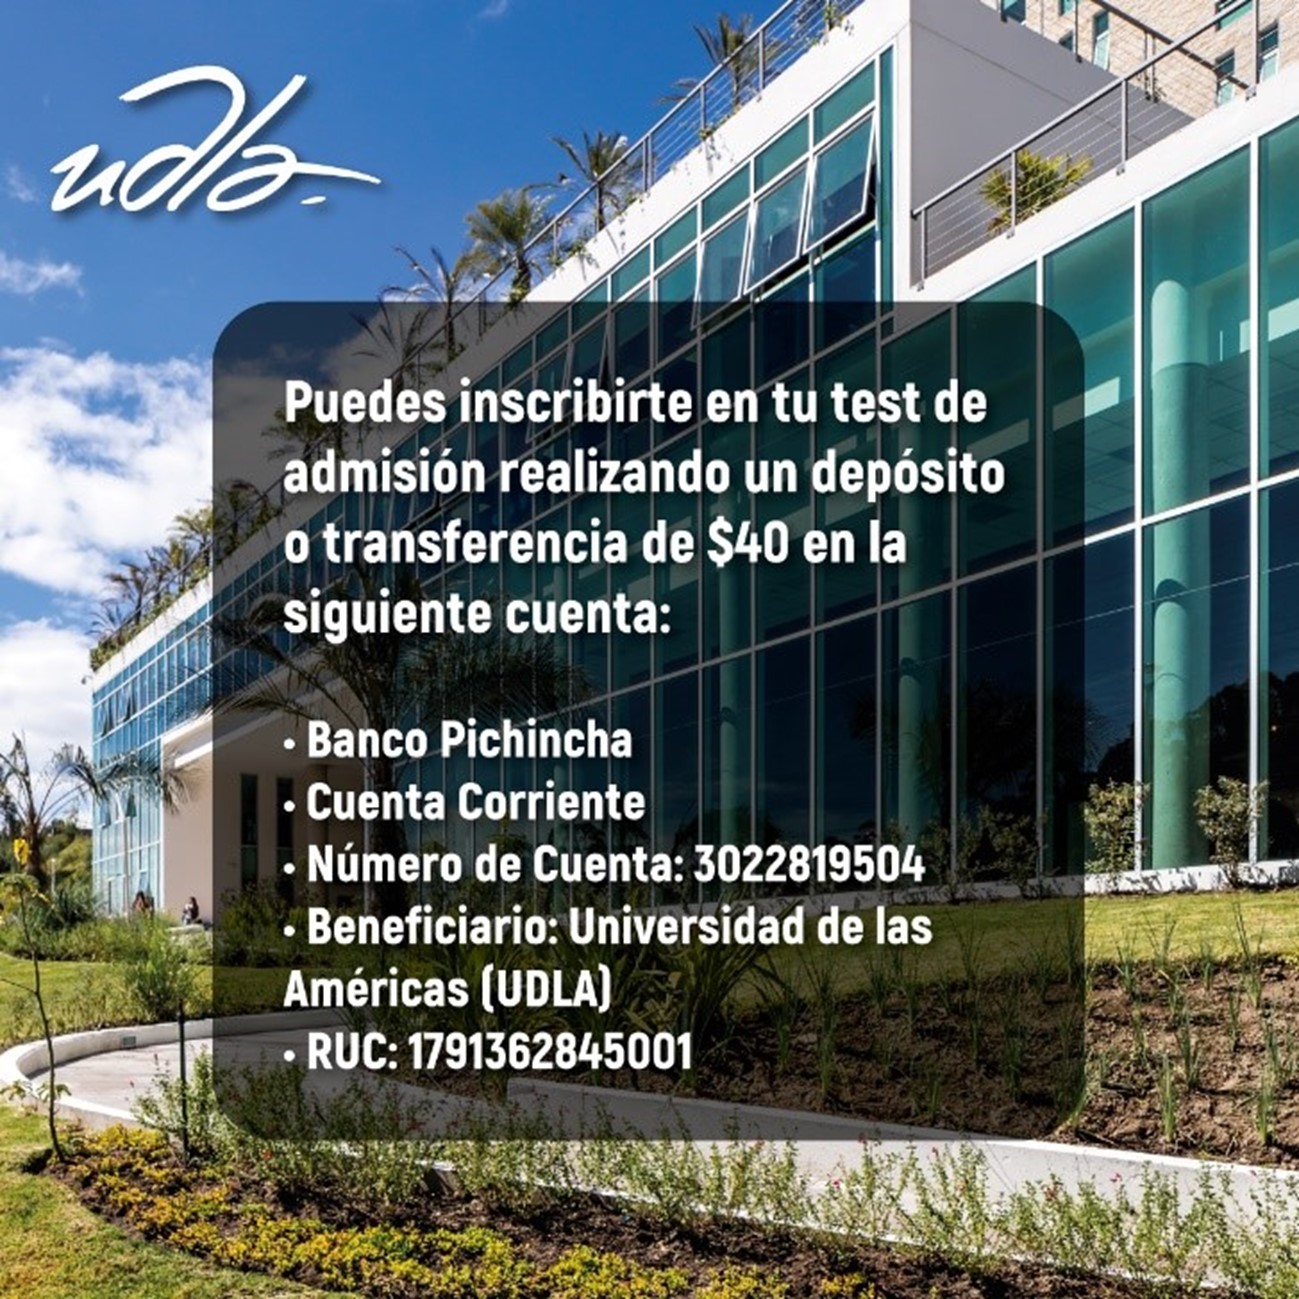 udla.
Puedes inscribirte en tu test de
admisión realizando un depósito
o transferencia de $40 en la
siguiente cuenta:
• Banco Pichincha
• Cuenta Corriente
• Número de Cuenta: 3022819504
• Beneficiario: Universidad de las
Américas (UDLA)
• RUC: 1791362845001